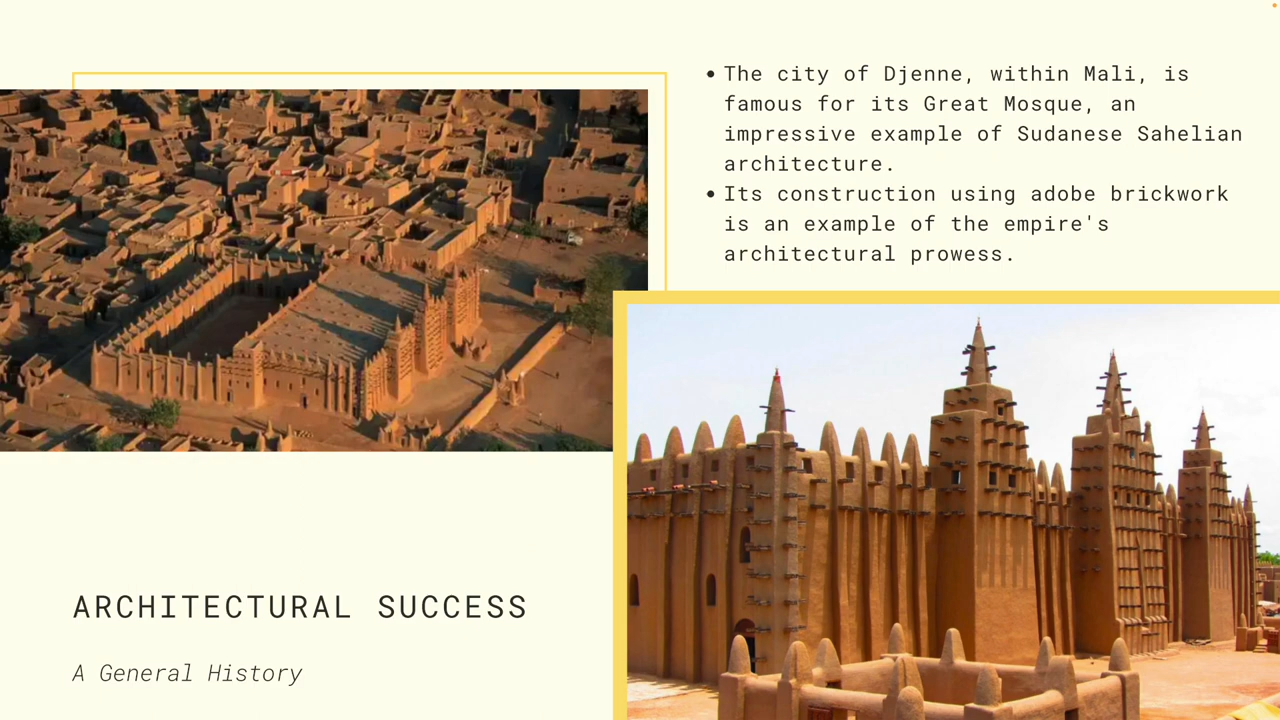 The city of Djenne, within Mali, is
famous for its Great Mosque, an
impressive example of Sudanese Sahelian
architecture.
Its construction using adobe brickwork
is an example of the empire's
architectural prowess.
ARCHITECTURAL SUCCESS
A General History